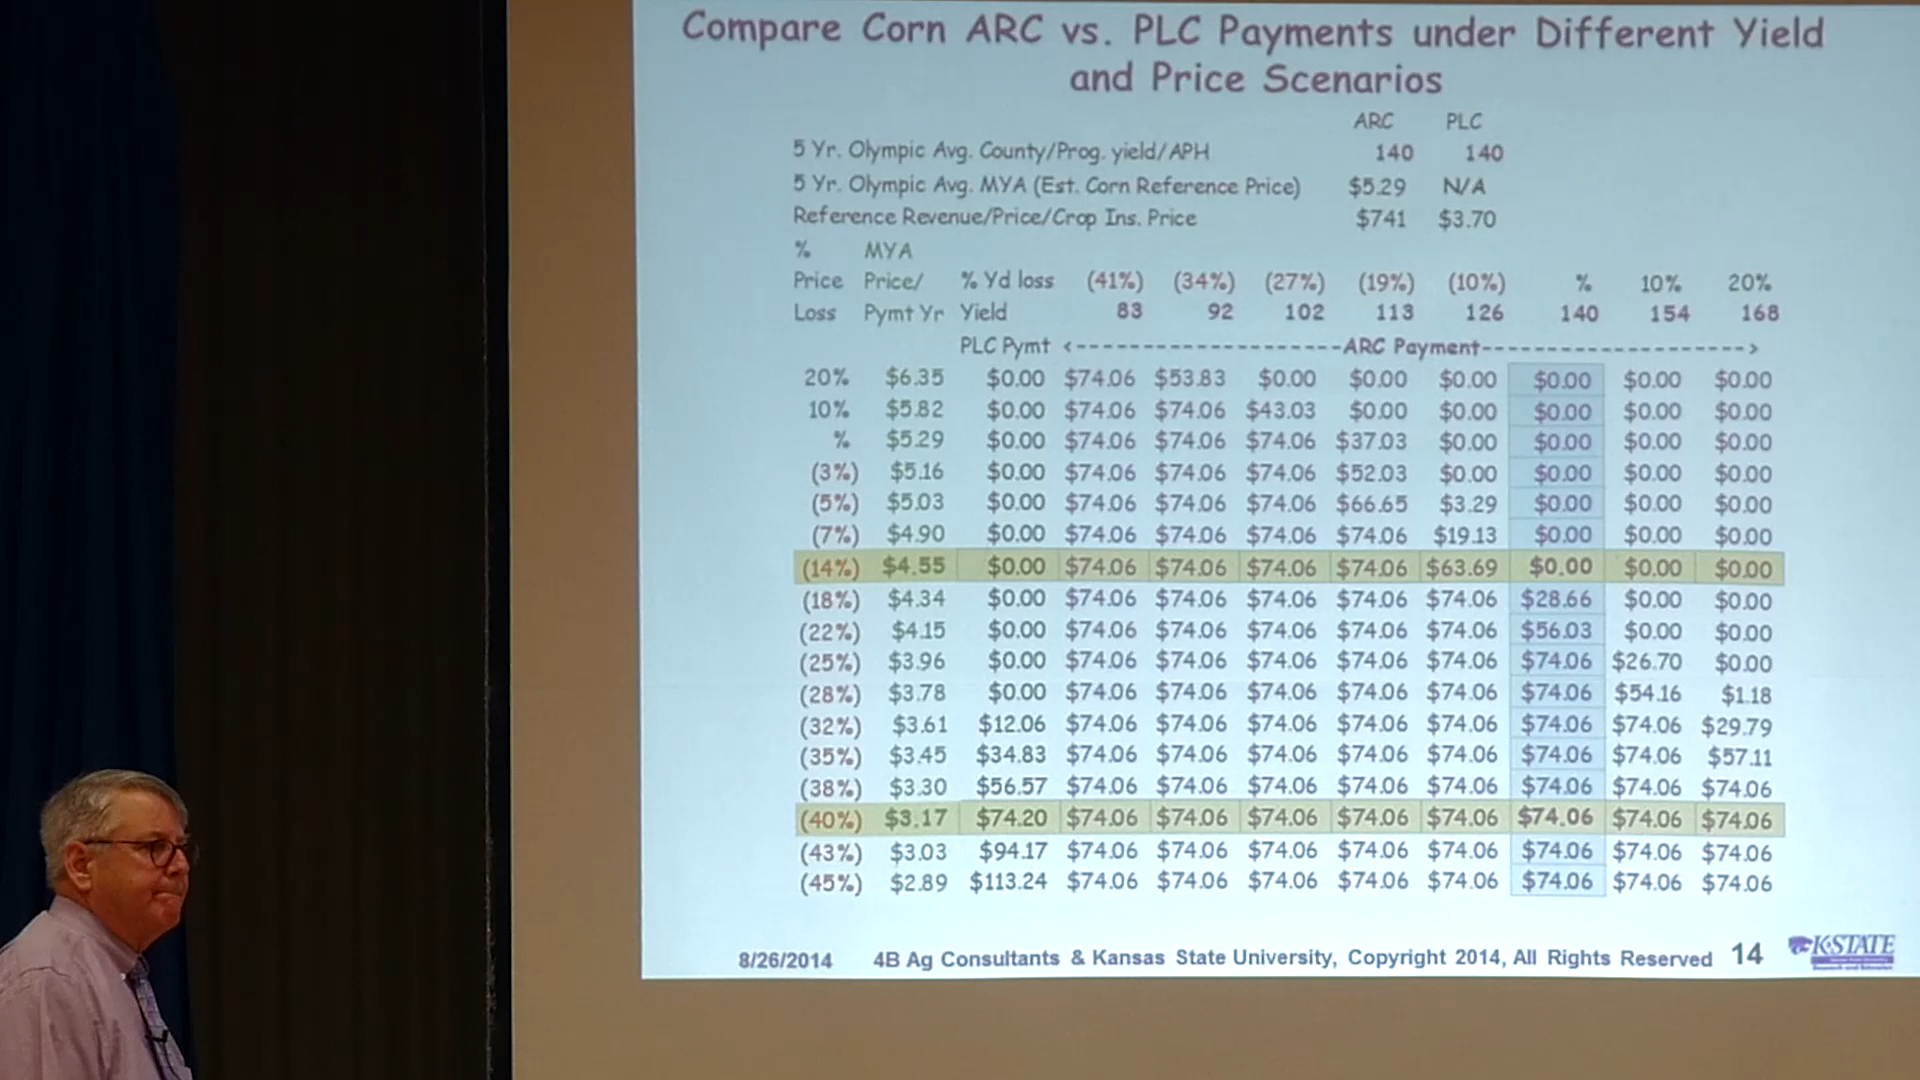 Compare Corn ARC vs. PLC Payments under Different Yield
and Price Scenarios
ARC PLC
5 Yr. Olympic Avg. County/Prog. yield/APH 140 140
5 Yr. Olympic Avg. MYA (Est. Corn Reference Price) $5.29 N/A
Reference Revenue/Price/Crop Ins. Price $741 $3.70
% MYA
Price Price/ % Yd loss (41%) (34%) (27%) (19%) (10%) % 10% 20%
Loss Pymt Yr Yield 83 92 102 113 126 140 154 168
PLC Pymt <--------------------ARC Payment-------------------->
20% $6.35 $0.00 $74.06 $53.83 $0.00 $0.00 $0.00 $0.00 $0.00 $0.00
10% $5.82 $0.00 $74.06 $74.06 $43.03 $0.00 $0.00 $0.00 $0.00 $0.00
% $5.29 $0.00 $74.06 $74.06 $74.06 $37.03 $0.00 $0.00 $0.00 $0.00
(3%) $5.16 $0.00 $74.06 $74.06 $74.06 $52.03 $0.00 $0.00 $0.00 $0.00
(5%) $5.03 $0.00 $74.06 $74.06 $74.06 $66.65 $3.29 $0.00 $0.00 $0.00
(7%) $4.90 $0.00 $74.06 $74.06 $74.06 $74.06 $19.13 $0.00 $0.00 $0.00
(14%) $4.55 $0.00 $74.06 $74.06 $74.06 $74.06 $63.69 $0.00 $0.00 $0.00
(18%) $4.34 $0.00 $74.06 $74.06 $74.06 $74.06 $74.06 $28.66 $0.00 $0.00
(22%) $4.15 $0.00 $74.06 $74.06 $74.06 $74.06 $74.06 $56.03 $0.00 $0.00
(25%) $3.96 $0.00 $74.06 $74.06 $74.06 $74.06 $74.06 $74.06 $26.70 $0.00
(28%) $3.78 $0.00 $74.06 $74.06 $74.06 $74.06 $74.06 $74.06 $54.16 $1.18
(32%) $3.61 $12.06 $74.06 $74.06 $74.06 $74.06 $74.06 $74.06 $74.06 $29.79
(35%) $3.45 $34.83 $74.06 $74.06 $74.06 $74.06 $74.06 $74.06 $74.06 $57.11
(38%) $3.30 $56.57 $74.06 $74.06 $74.06 $74.06 $74.06 $74.06 $74.06 $74.06
(40%) $3.17 $74.20 $74.06 $74.06 $74.06 $74.06 $74.06 $74.06 $74.06 $74.06
(43%) $3.03 $94.17 $74.06 $74.06 $74.06 $74.06 $74.06 $74.06 $74.06 $74.06
(45%) $2.89 $113.24 $74.06 $74.06 $74.06 $74.06 $74.06 $74.06 $74.06 $74.06
8/26/2014 4B Ag Consultants & Kansas State University, Copyright 2014, All Rights Reserved 14 K-STATE